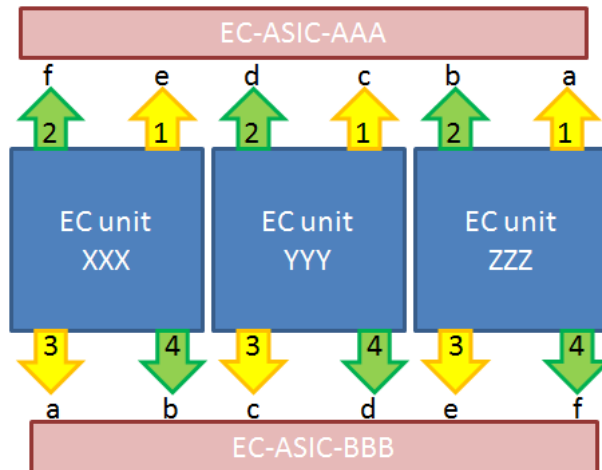 EC-ASIC-AAA
f e d c b a
2 1 2 1 2 1
EC unit
XXX
EC unit
YYY
EC unit
ZZZ
3 4 3 4 3 4
a b c d e f
EC-ASIC-BBB